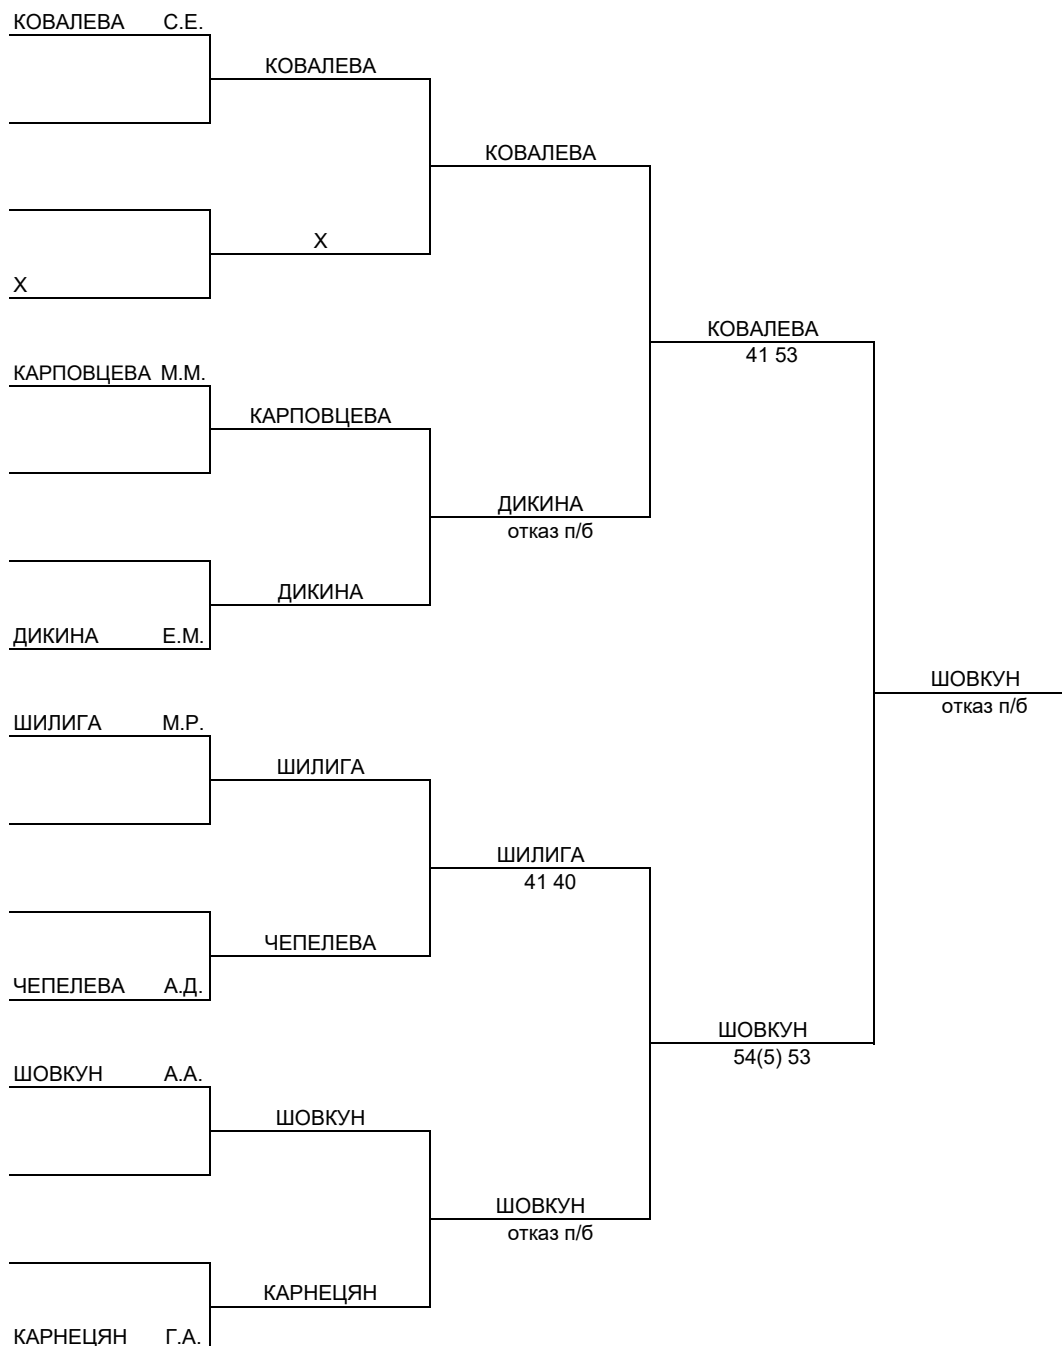 КОВАЛЕВА С.Е.
КОВАЛЕВА
КОВАЛЕВА
Х
Х
КОВАЛЕВА
41 53
КАРПОВЦЕВА М.М.
КАРПОВЦЕВА
ДИКИНА
отказ п/б
ДИКИНА
ДИКИНА Е.М.
ШОВКУН
отказ п/б
ШИЛИГА М.Р.
ШИЛИГА
ШИЛИГА
41 40
ЧЕПЕЛЕВА
ЧЕПЕЛЕВА А.Д.
ШОВКУН
54(5) 53
ШОВКУН А.А.
ШОВКУН
ШОВКУН
отказ п/б
КАРНЕЦЯН
КАРНЕЦЯН Г.А.